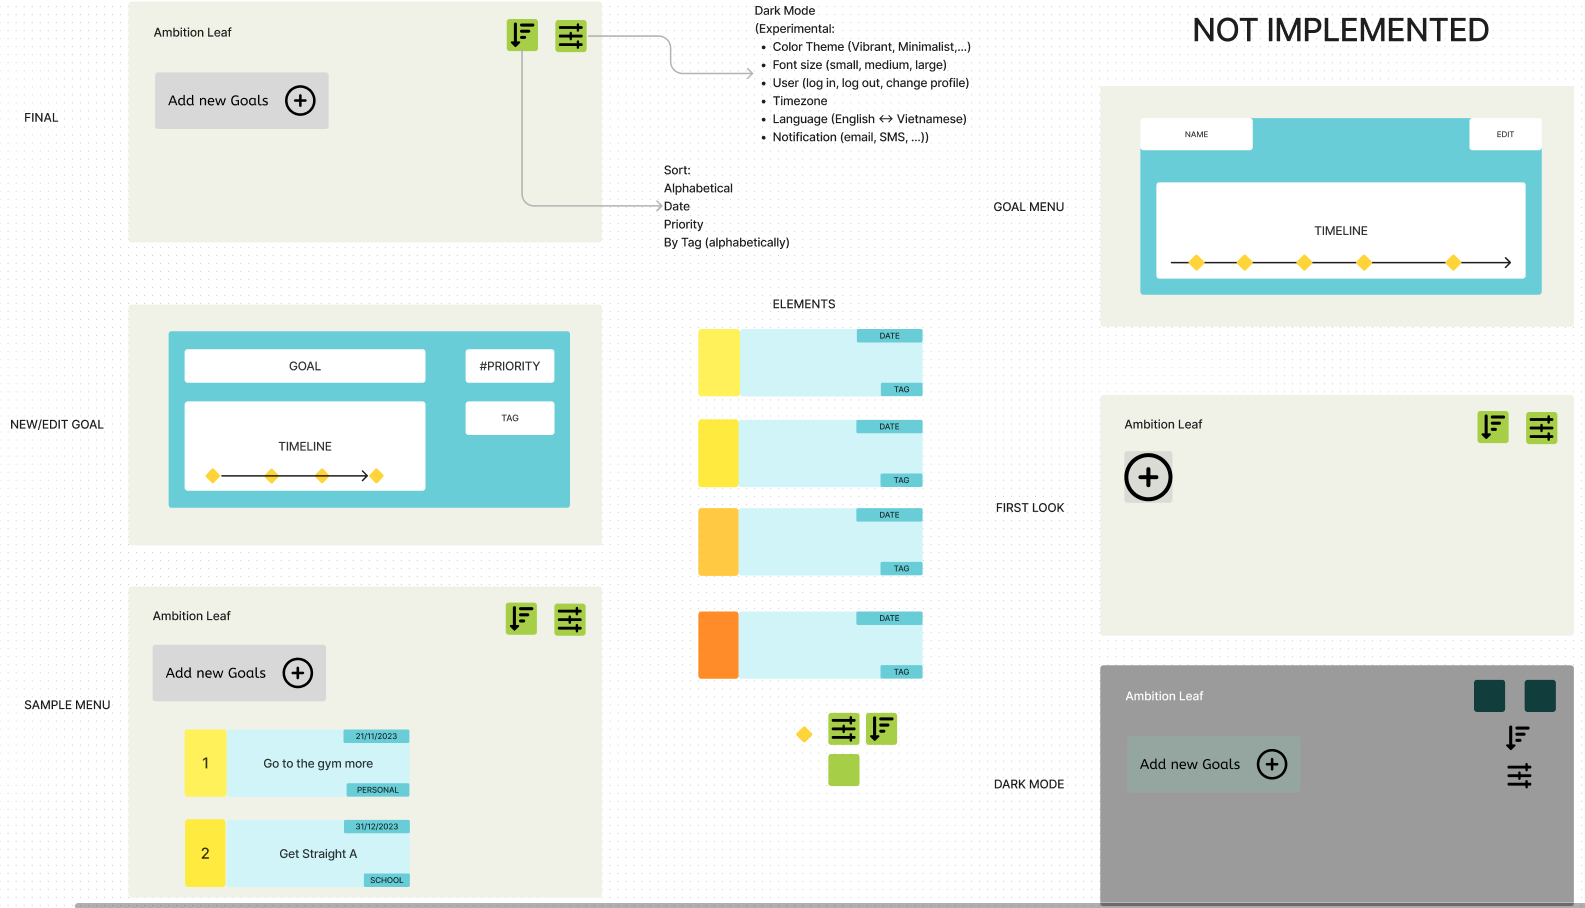 Ambition Leaf
Add new Goals
FINAL
Dark Mode
(Experimental:
• Color Theme (Vibrant, Minimalist,...)
• Font size (small, medium, large)
• User (log in, log out, change profile)
• Timezone
• Language (English <-> Vietnamese)
• Notification (email, SMS, ...))
Sort:
Alphabetical
Date
Priority
By Tag (alphabetically)
NOT IMPLEMENTED
NAME
EDIT
TIMELINE
GOAL MENU
NEW/EDIT GOAL
GOAL
#PRIORITY
TAG
TIMELINE
ELEMENTS
DATE
TAG
DATE
TAG
DATE
TAG
DATE
TAG
FIRST LOOK
Ambition Leaf
SAMPLE MENU
Ambition Leaf
Add new Goals
1
21/11/2023
Go to the gym more
PERSONAL
2
31/12/2023
Get Straight A
SCHOOL
DARK MODE
Ambition Leaf
Add new Goals